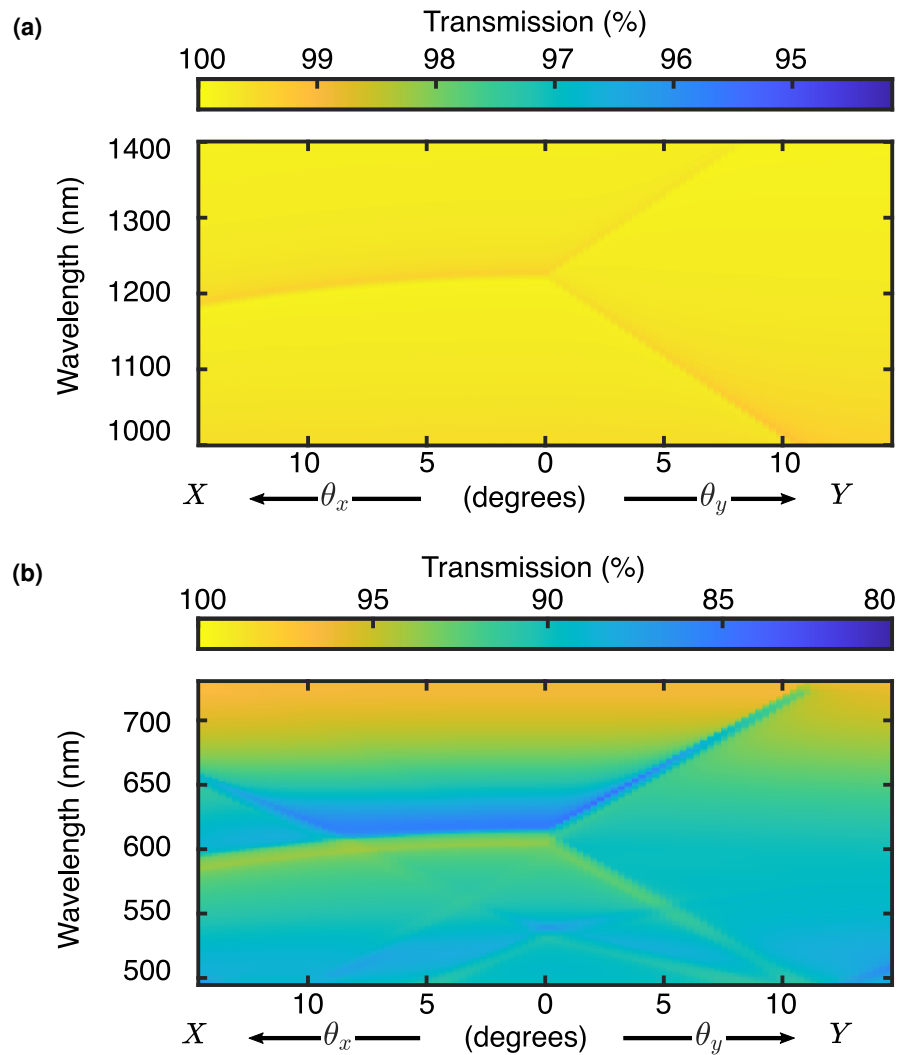 (a)
Transmission (%)
100 99 98 97 96 95
Wavelength (nm)
1400
1300
1200
1100
1000
10 5 0 5 10
X θx (degrees) θy Y
(b)
Transmission (%)
100 95 90 85 80
Wavelength (nm)
700
650
600
550
500
10 5 0 5 10
X θx (degrees) θy Y